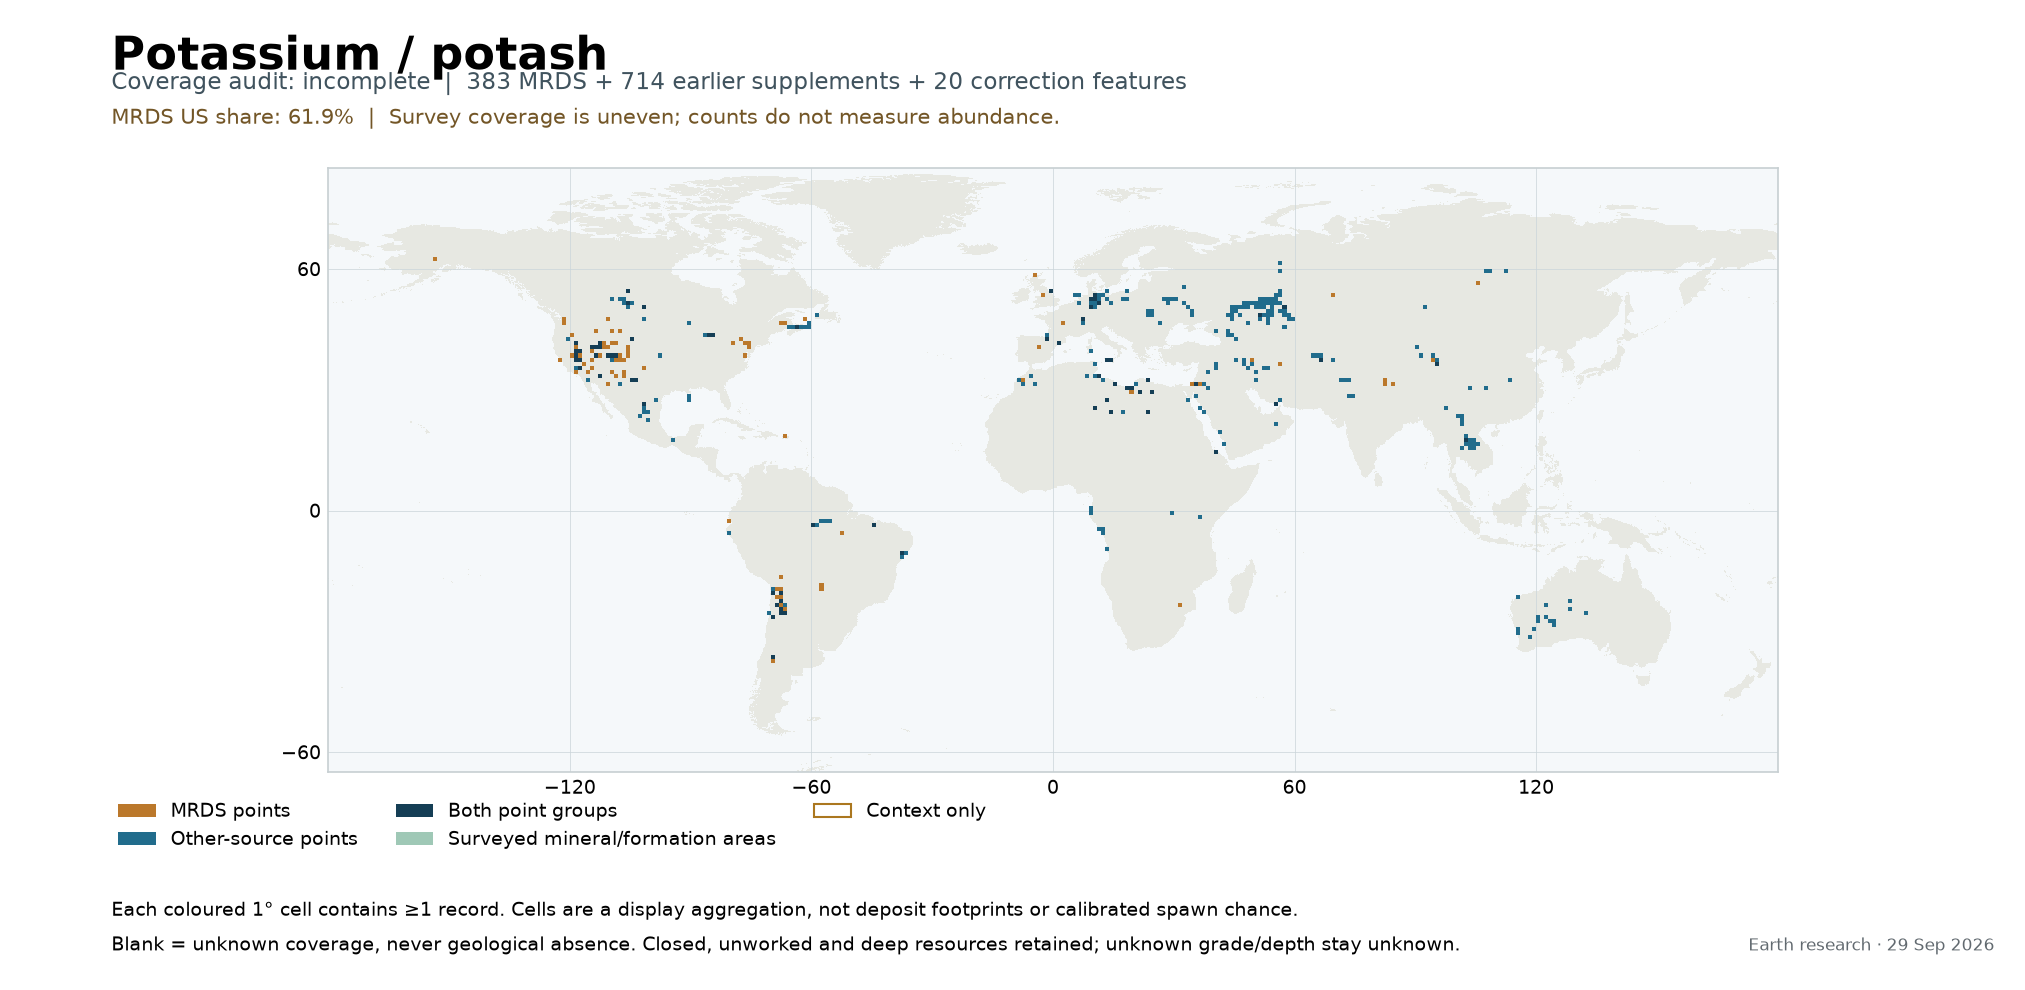 Potassium / potash
Coverage audit: incomplete | 383 MRDS + 714 earlier supplements + 20 correction features
MRDS US share: 61.9% | Survey coverage is uneven; counts do not measure abundance.
60
0
−60
−120
−60
0
60
120
MRDS points
Both point groups
Context only
Other-source points
Surveyed mineral/formation areas
Each coloured 1° cell contains ≥1 record. Cells are a display aggregation, not deposit footprints or calibrated spawn chance.
Blank = unknown coverage, never geological absence. Closed, unworked and deep resources retained; unknown grade/depth stay unknown.
Earth research · 29 Sep 2026